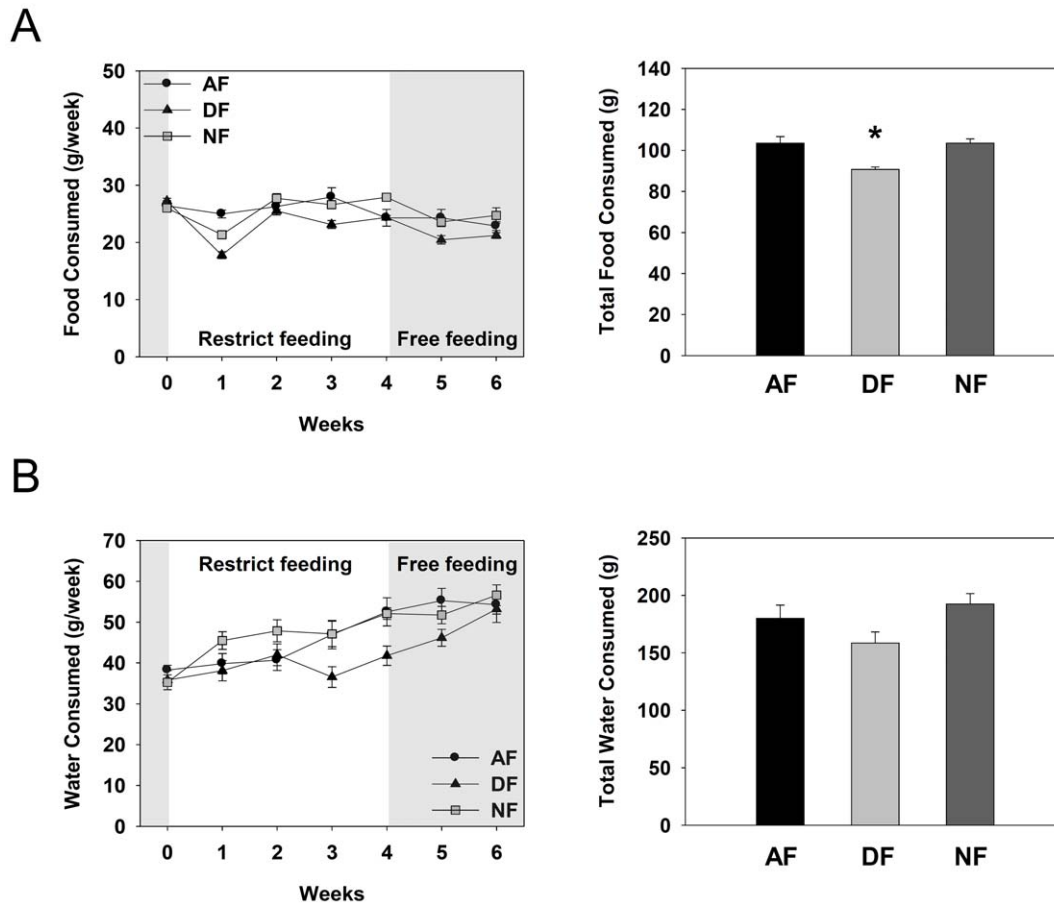 A
Food Consumed (g/week)
50
40
30
20
10
0
AF
DF
NF
Restrict feeding
Free feeding
0 1 2 3 4 5 6
Weeks
Total Food Consumed (g)
140
120
100
80
60
40
20
0
*
AF DF NF
B
Water Consumed (g/week)
70
60
50
40
30
20
10
0
Restrict feeding
Free feeding
AF
DF
NF
0 1 2 3 4 5 6
Weeks
Total Water Consumed (g)
250
200
150
100
50
0
AF DF NF